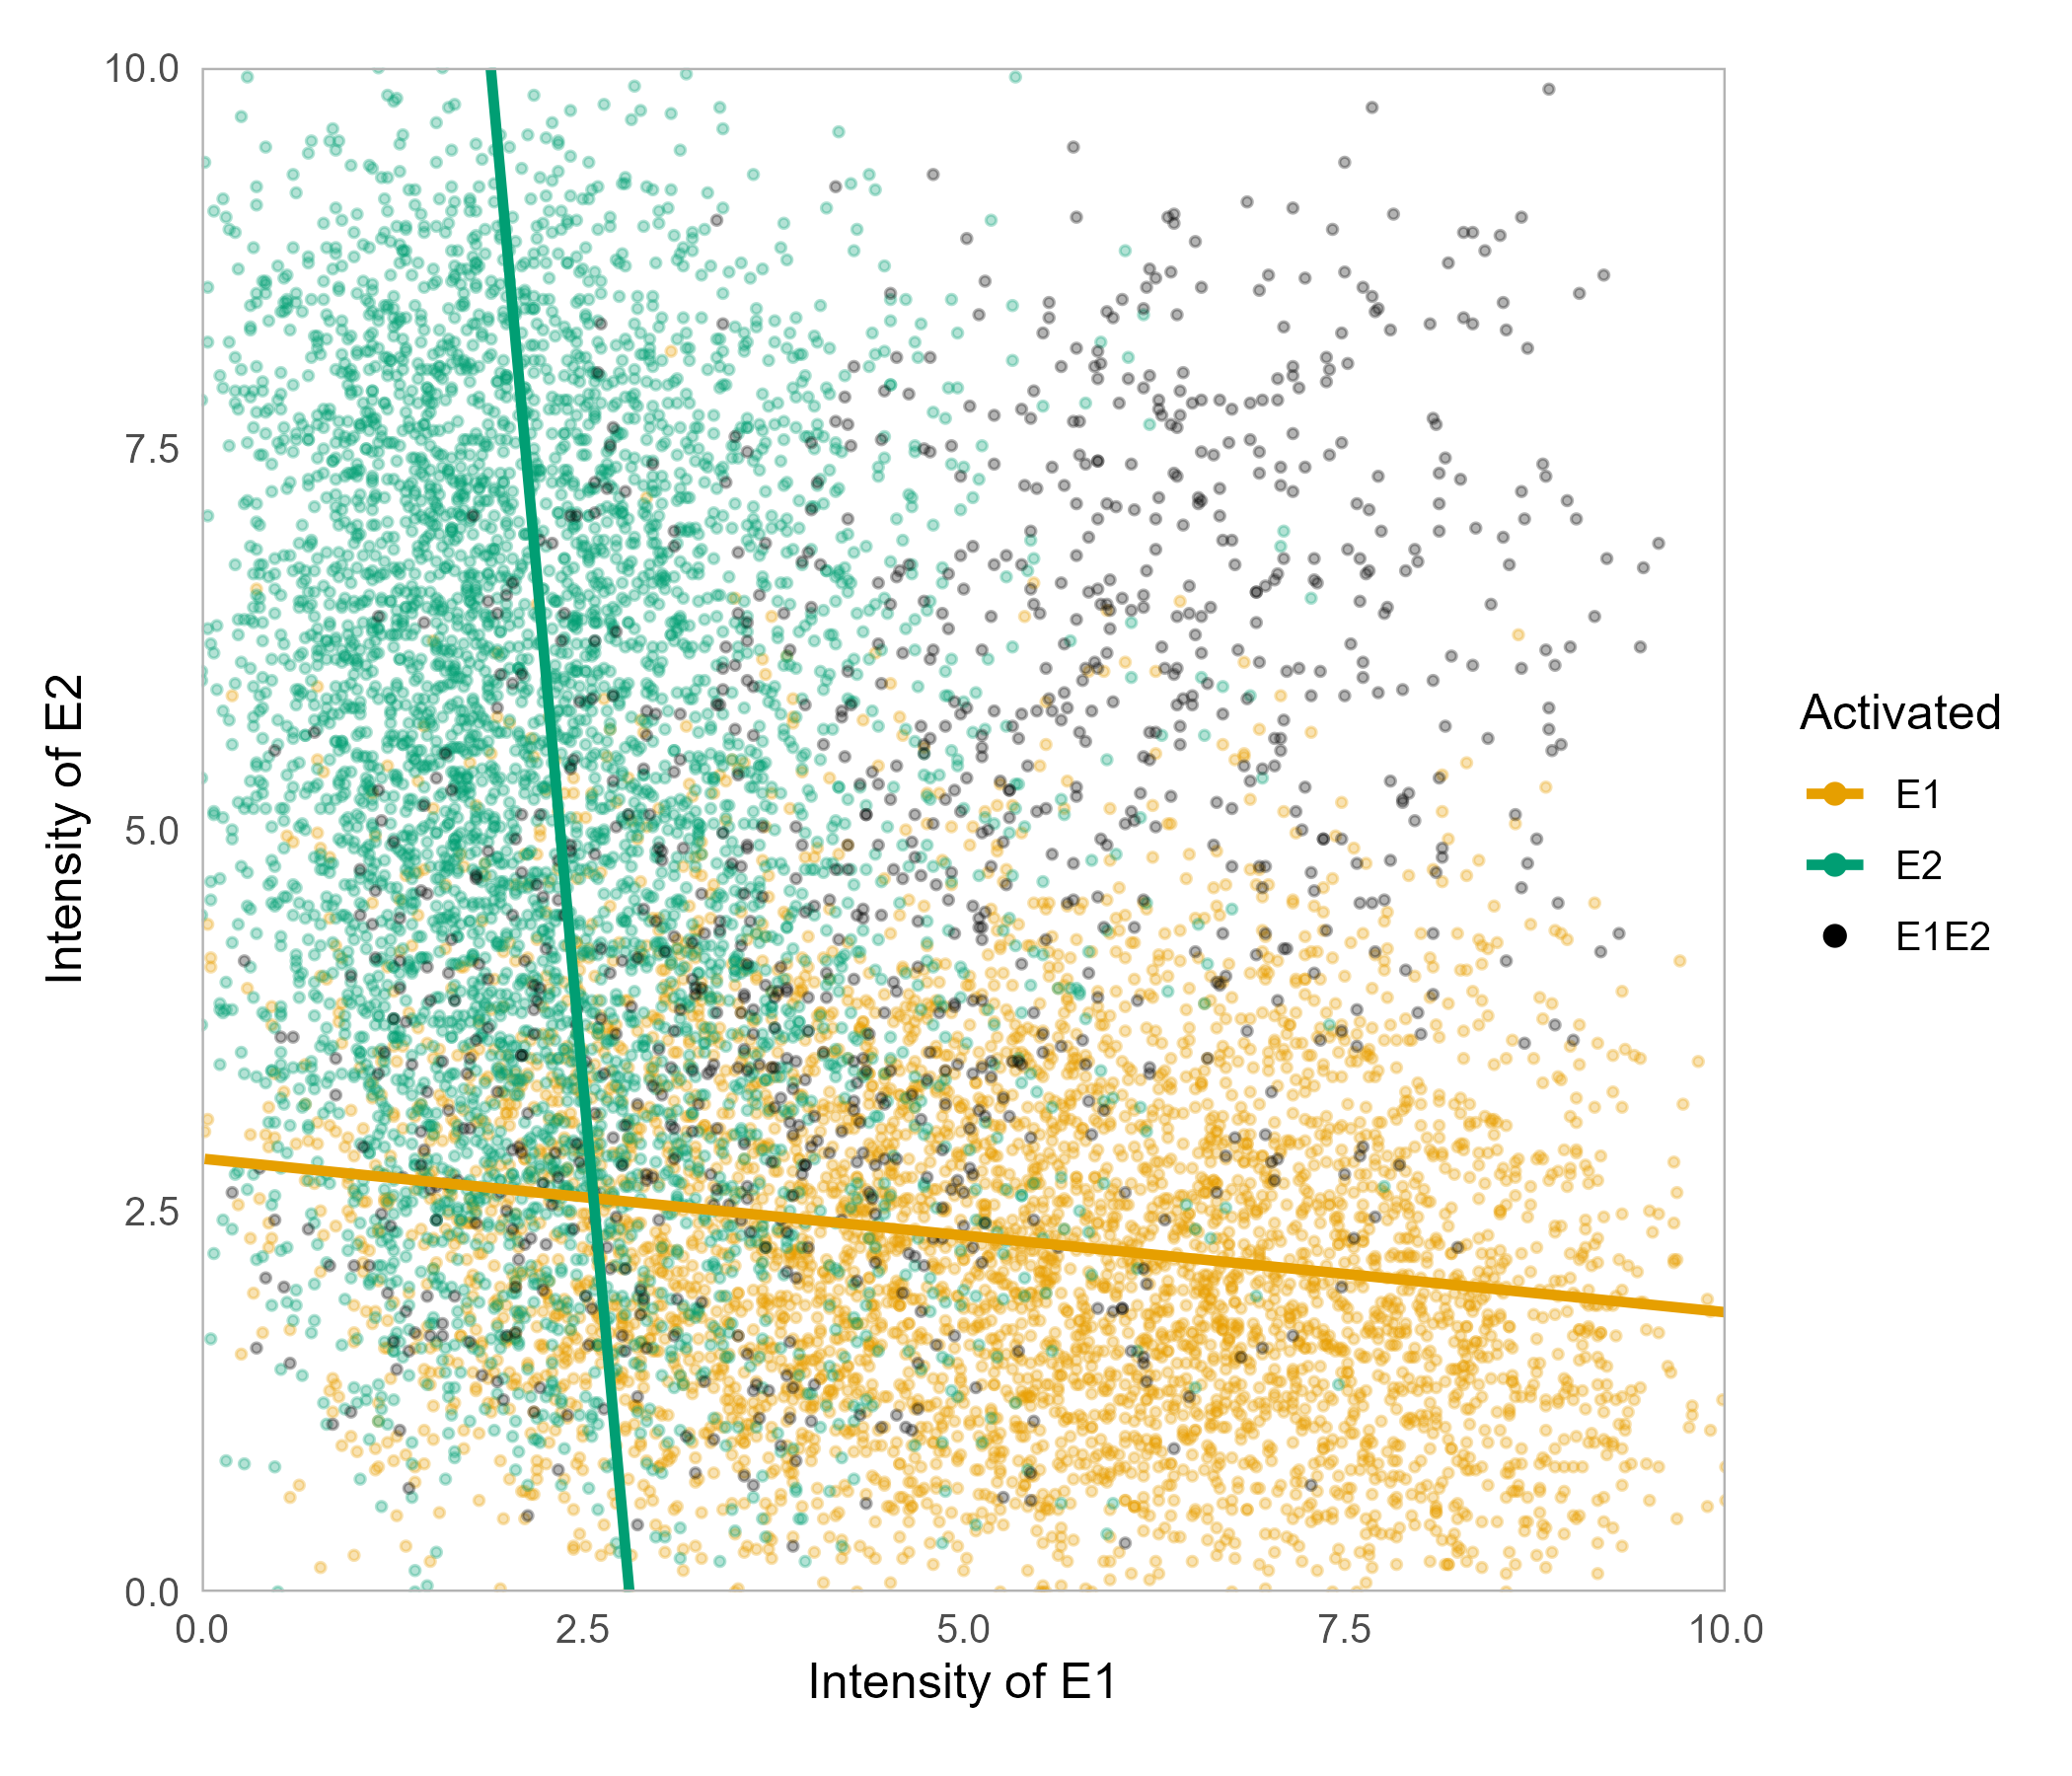 10.0
7.5
5.0
2.5
0.0
Intensity of E2
0.0 2.5 5.0 7.5 10.0
Intensity of E1
Activated
E1
E2
E1E2